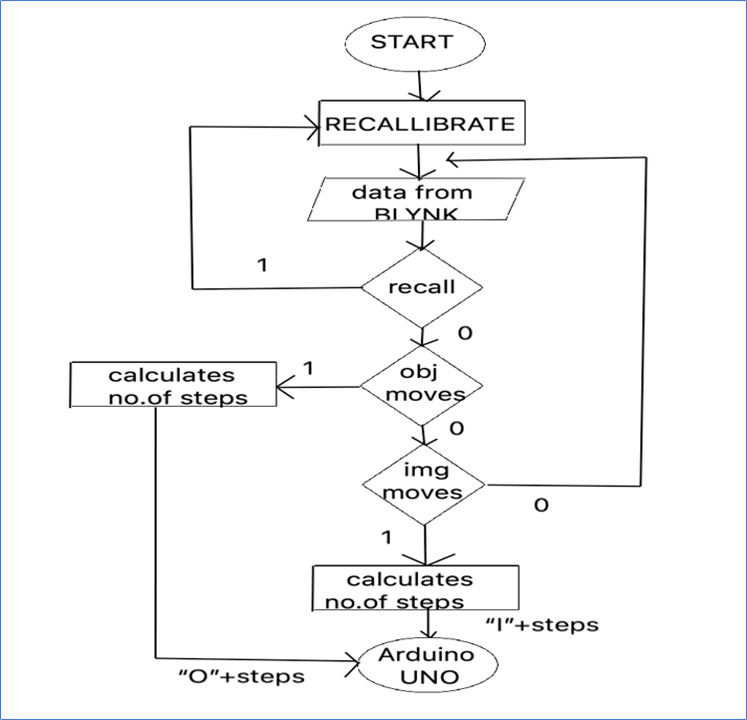 START
RECALLIBRATE
data from
BLYNK
1
recall
0
obj
moves
1
calculates
no.of steps
0
img
moves
0
1
calculates
no.of steps
“I”+steps
Arduino
UNO
“O”+steps